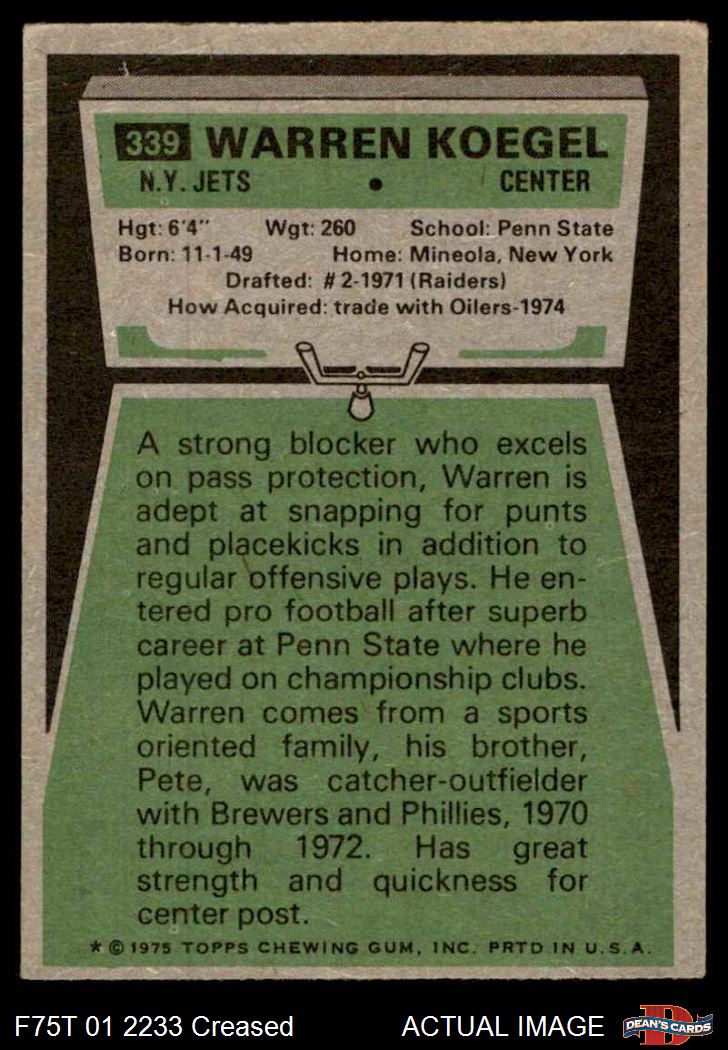 339 WARREN KOEGEL
N.Y. JETS • CENTER
Hgt: 6'4" Wgt: 260 School: Penn State
Born: 11-1-49 Home: Mineola, New York
Drafted: #2-1971 (Raiders)
How Acquired: trade with Oilers-1974
A strong blocker who excels
on pass protection, Warren is
adept at snapping for punts
and placekicks in addition to
regular offensive plays. He en-
tered pro football after superb
career at Penn State where he
played on championship clubs.
Warren comes from a sports
oriented family, his brother,
Pete, was catcher-outfielder
with Brewers and Phillies, 1970
through 1972. Has great
strength and quickness for
center post.
* © 1975 TOPPS CHEWING GUM, INC. PRTD IN U.S.A.
F75T 01 2233 Creased ACTUAL IMAGE
D
DEAN'S CARDS